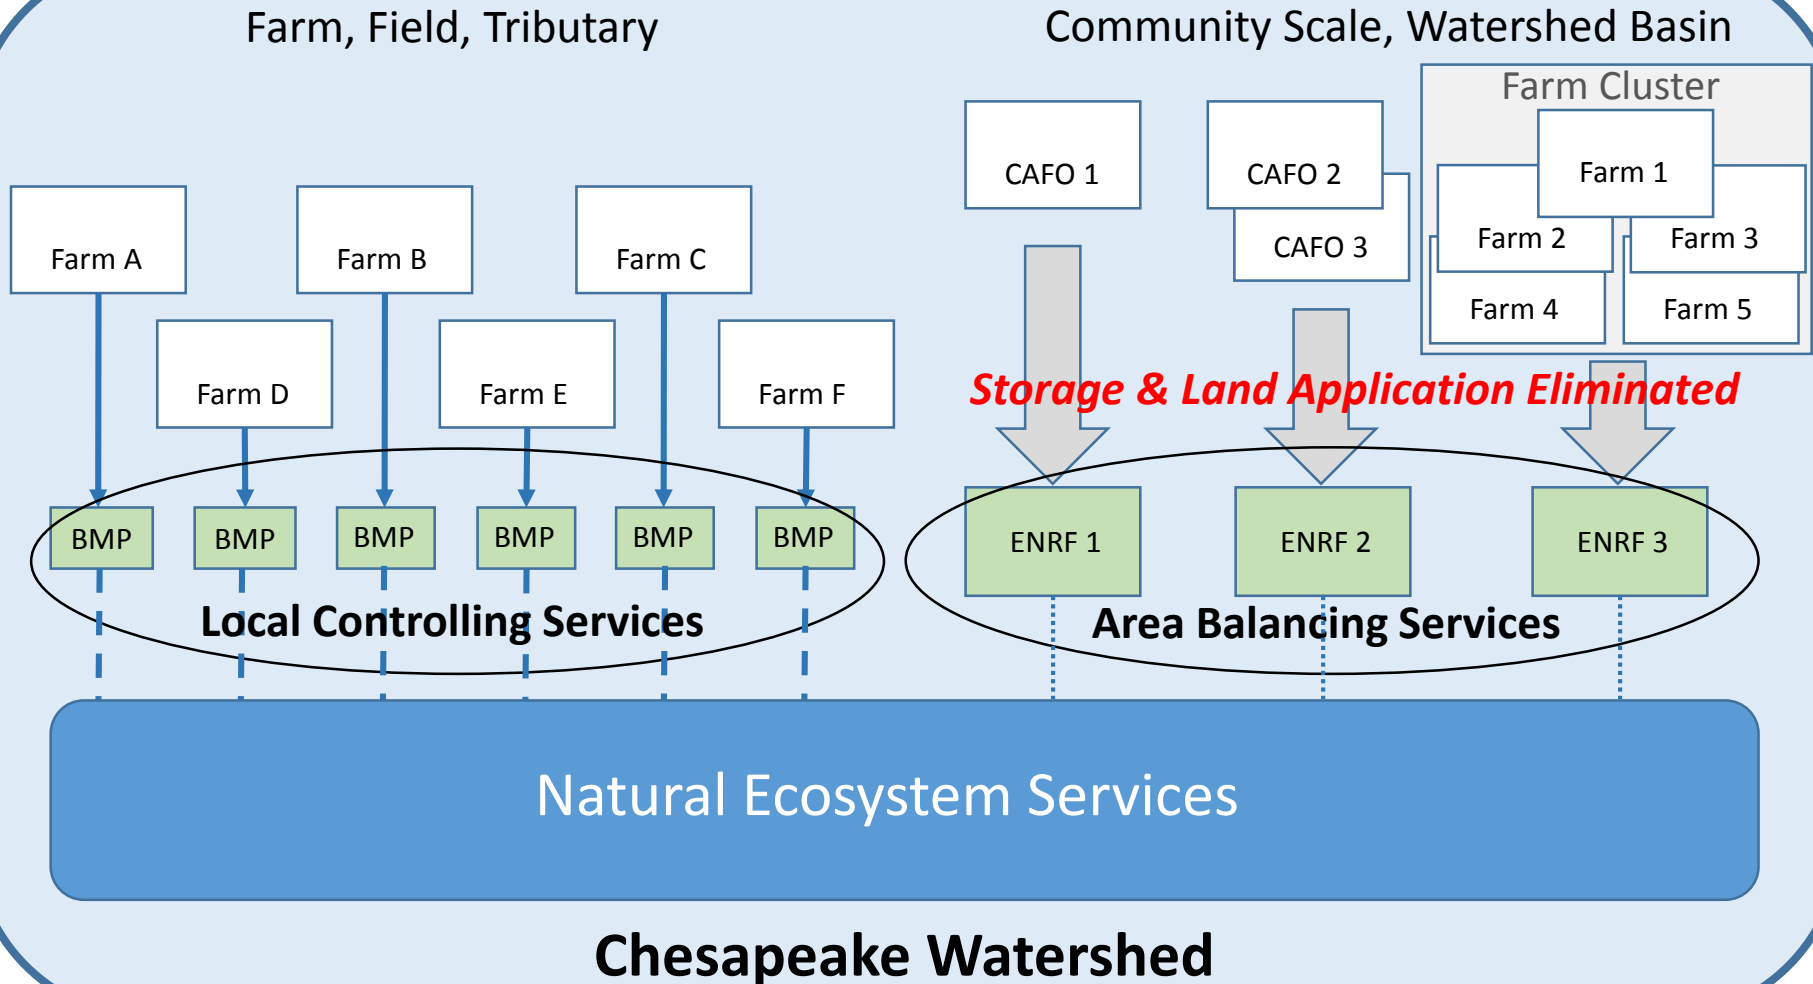 Farm, Field, Tributary
Community Scale, Watershed Basin
Farm Cluster
CAFO 1
CAFO 2
CAFO 3
Farm 1
Farm 2
Farm 3
Farm 4
Farm 5
Farm A
Farm B
Farm C
Farm D
Farm E
Farm F
Storage & Land Application Eliminated
BMP
BMP
BMP
BMP
BMP
BMP
ENRF 1
ENRF 2
ENRF 3
Local Controlling Services
Area Balancing Services
Natural Ecosystem Services
Chesapeake Watershed